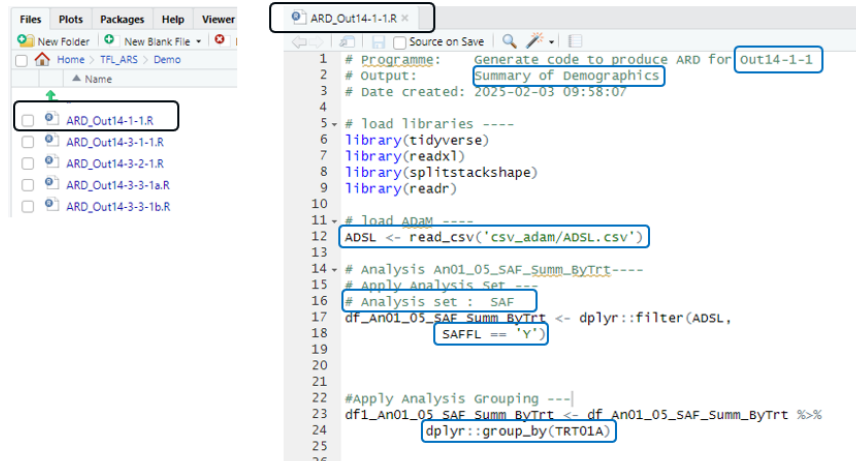 Files Plots Packages Help Viewer
New Folder New Blank File
Home > TFL_ARS > Demo
Name
ARD_Out14-1-1.R
ARD_Out14-3-1-1.R
ARD_Out14-3-2-1.R
ARD_Out14-3-3-1a.R
ARD_Out14-3-3-1b.R
ARD_Out14-1-1.R
Source on Save
1 # Programme: Generate code to produce ARD for Out14-1-1
2 # Output: Summary of Demographics
3 # Date created: 2025-02-03 09:58:07
4
5 # load libraries ----
6 library(tidyverse)
7 library(readxl)
8 library(splitstackshape)
9 library(readr)
10
11 # load ADaM ----
12 ADSL <- read_csv('csv_adam/ADSL.csv')
13
14 # Analysis An01_05_SAF_Summ_ByTrt----
15 # Apply Analysis Set ---
16 # Analysis set : SAF
17 df_An01_05_SAF_Summ_ByTrt <- dplyr::filter(ADSL,
18 SAFFL == 'Y')
19
20
21
22 #Apply Analysis Grouping ---
23 df1_An01_05_SAF_Summ_ByTrt <- df_An01_05_SAF_Summ_ByTrt %>%
24 dplyr::group_by(TRT01A)
25